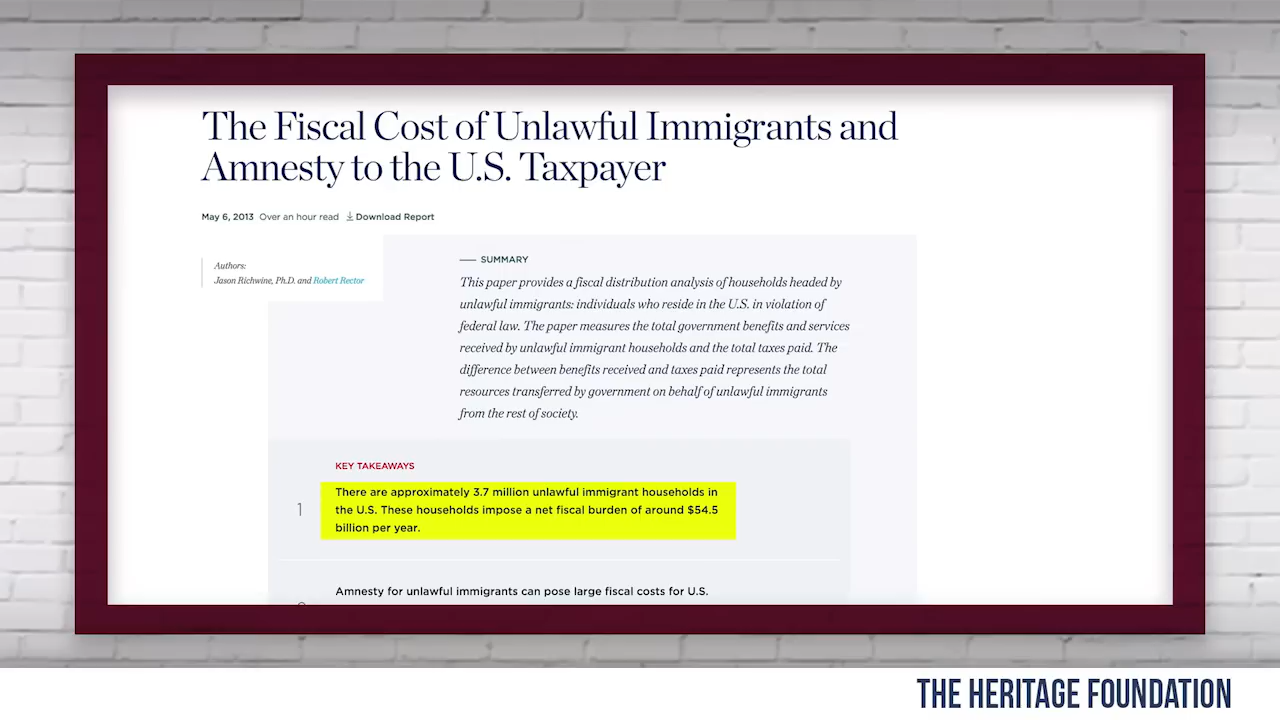 The Fiscal Cost of Unlawful Immigrants and
Amnesty to the U.S. Taxpayer
May 6, 2013 Over an hour read Download Report
Authors:
Jason Richwine, Ph.D. and Robert Rector
SUMMARY
This paper provides a fiscal distribution analysis of households headed by
unlawful immigrants: individuals who reside in the U.S. in violation of
federal law. The paper measures the total government benefits and services
received by unlawful immigrant households and the total taxes paid. The
difference between benefits received and taxes paid represents the total
resources transferred by government on behalf of unlawful immigrants
from the rest of society.
KEY TAKEAWAYS
1
There are approximately 3.7 million unlawful immigrant households in
the U.S. These households impose a net fiscal burden of around $54.5
billion per year.
Amnesty for unlawful immigrants can pose large fiscal costs for U.S.
THE HERITAGE FOUNDATION